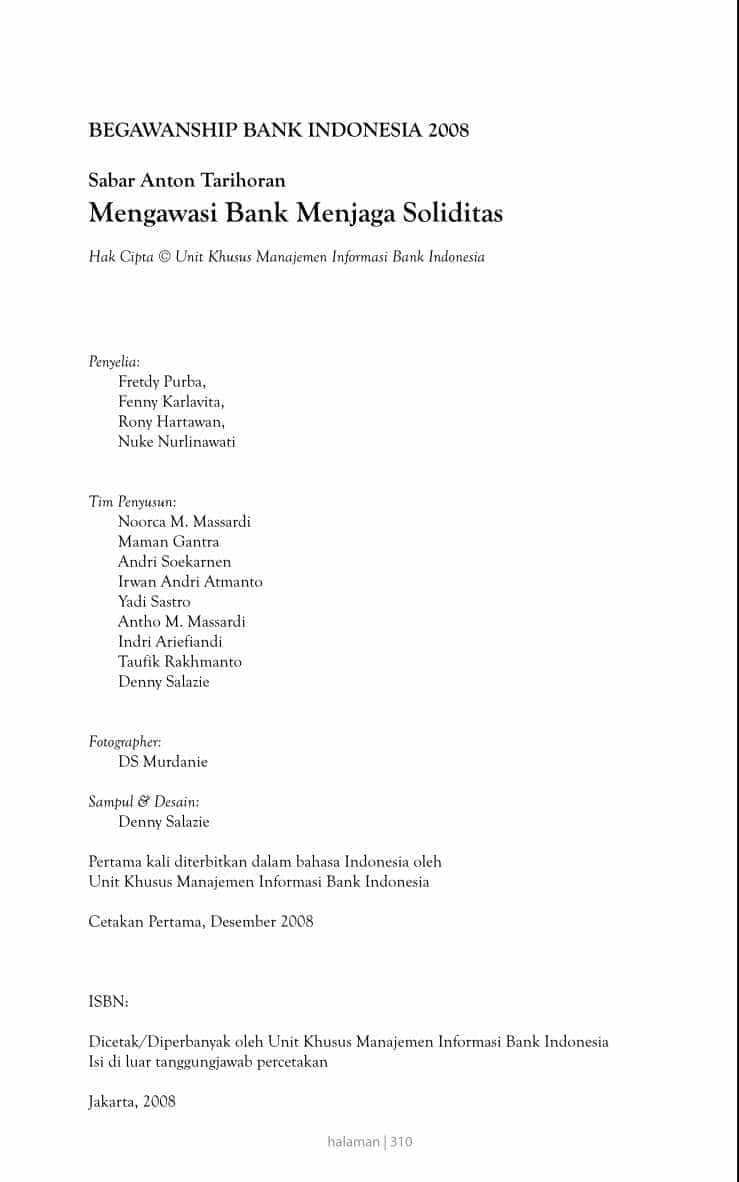 BEGAWANSHIP BANK INDONESIA 2008
Sabar Anton Tarihoran
Mengawasi Bank Menjaga Soliditas
Hak Cipta © Unit Khusus Manajemen Informasi Bank Indonesia
Penyelia:
Fretdy Purba,
Fenny Karlavita,
Rony Hartawan,
Nuke Nurlinawati
Tim Penyusun:
Noorca M. Massardi
Maman Gantra
Andri Soekarnen
Irwan Andri Atmanto
Yadi Sastro
Antho M. Massardi
Indri Ariefiandi
Taufik Rakhmanto
Denny Salazie
Fotographer:
DS Murdanie
Sampul & Desain:
Denny Salazie
Pertama kali diterbitkan dalam bahasa Indonesia oleh
Unit Khusus Manajemen Informasi Bank Indonesia
Cetakan Pertama, Desember 2008
ISBN:
Dicetak/Diperbanyak oleh Unit Khusus Manajemen Informasi Bank Indonesia
Isi di luar tanggungjawab percetakan
Jakarta, 2008
halaman | 310